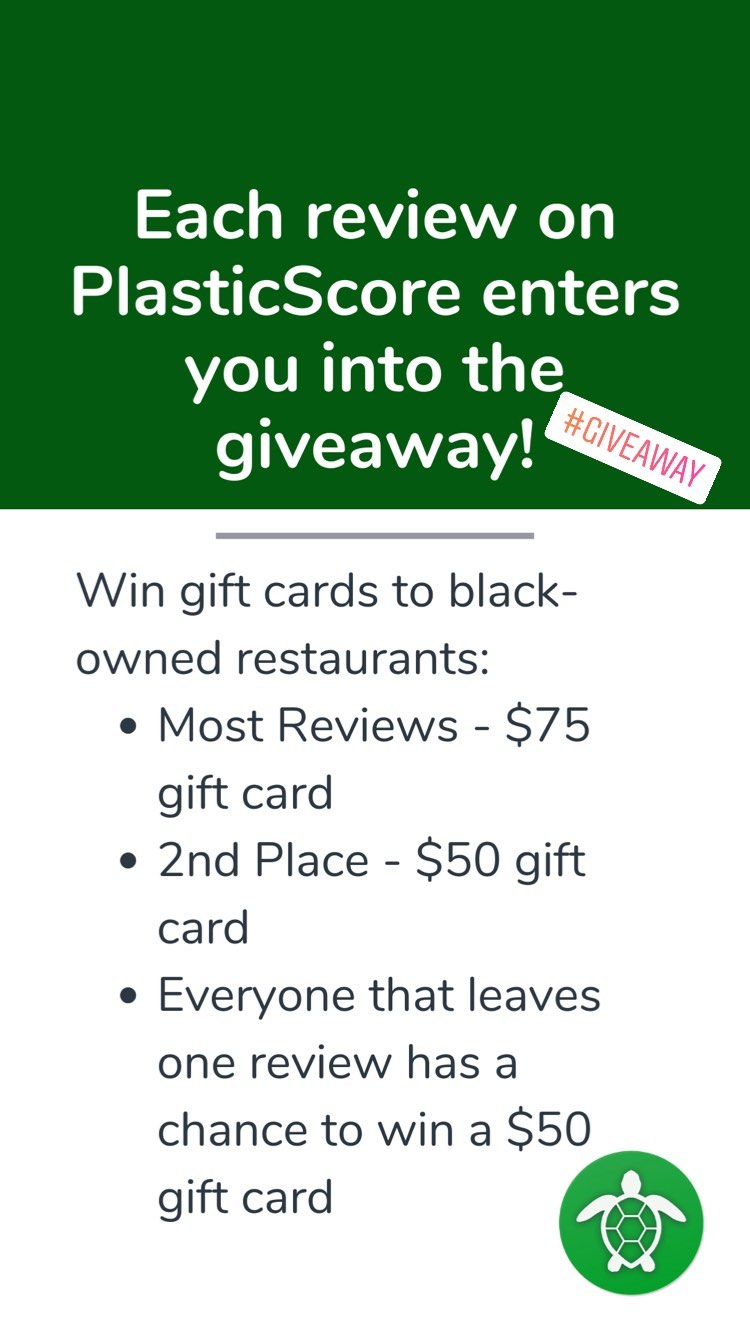 Each review on
PlasticScore enters
you into the
giveaway!
#GIVEAWAY
Win gift cards to black-
owned restaurants:
• Most Reviews - $75
gift card
• 2nd Place - $50 gift
card
• Everyone that leaves
one review has a
chance to win a $50
gift card